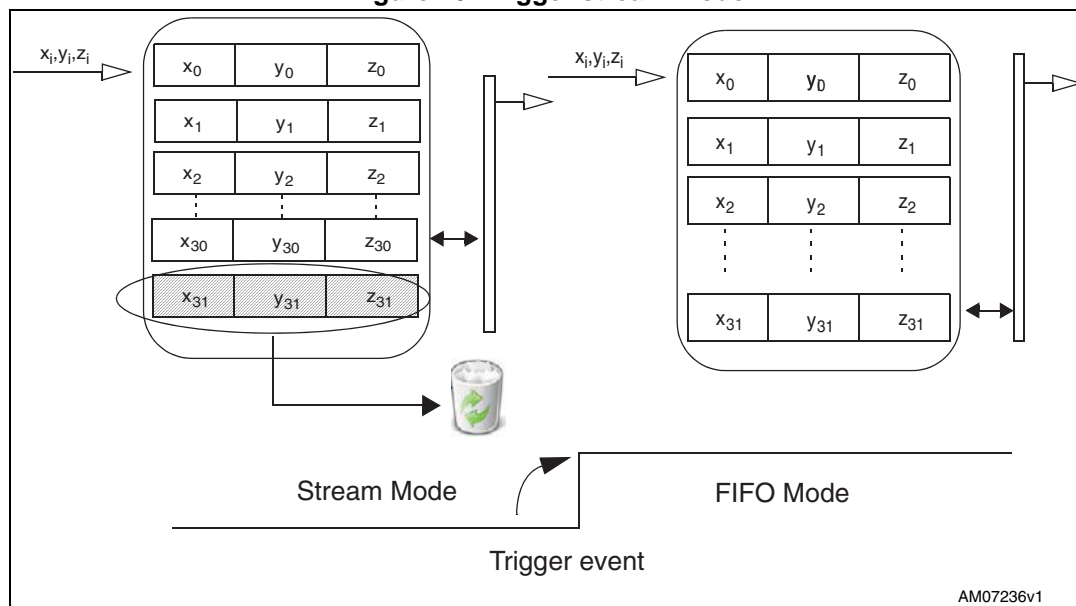 xi,yi,zi
x0 y0 z0
x1 y1 z1
x2 y2 z2
x30 y30 z30
x31 y31 z31
xi,yi,zi
x0 y0 z0
x1 y1 z1
x2 y2 z2
x31 y31 z31
Stream Mode
FIFO Mode
Trigger event
AM07236v1